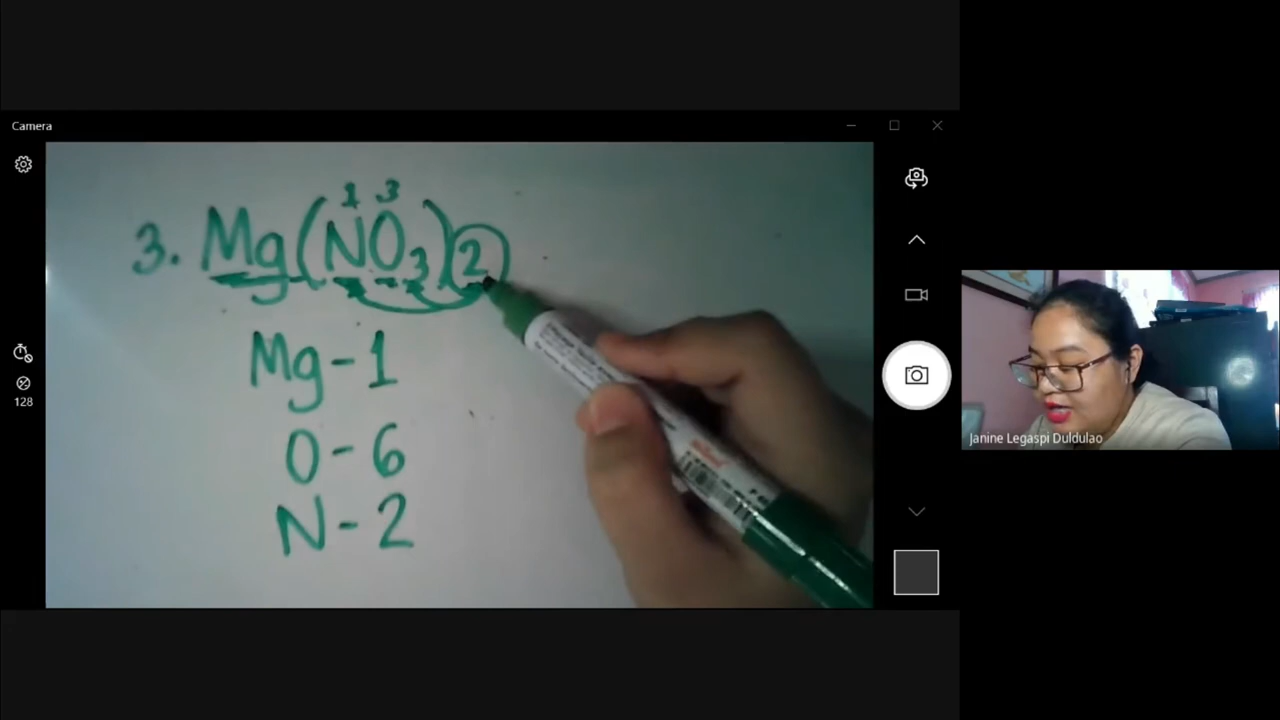 Camera
1 3
3. Mg(NO3)2
Mg - 1
O - 6
N - 2
128
Janine Legaspi Duldulao